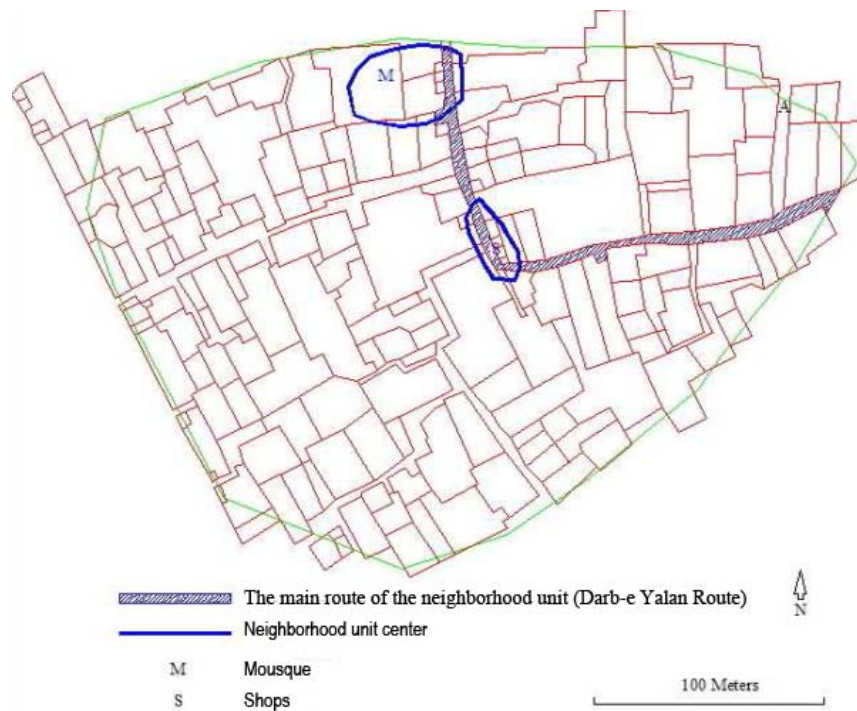 M
A
The main route of the neighborhood unit (Darb-e Yalan Route)
Neighborhood unit center
N
M Mousque
S Shops
100 Meters